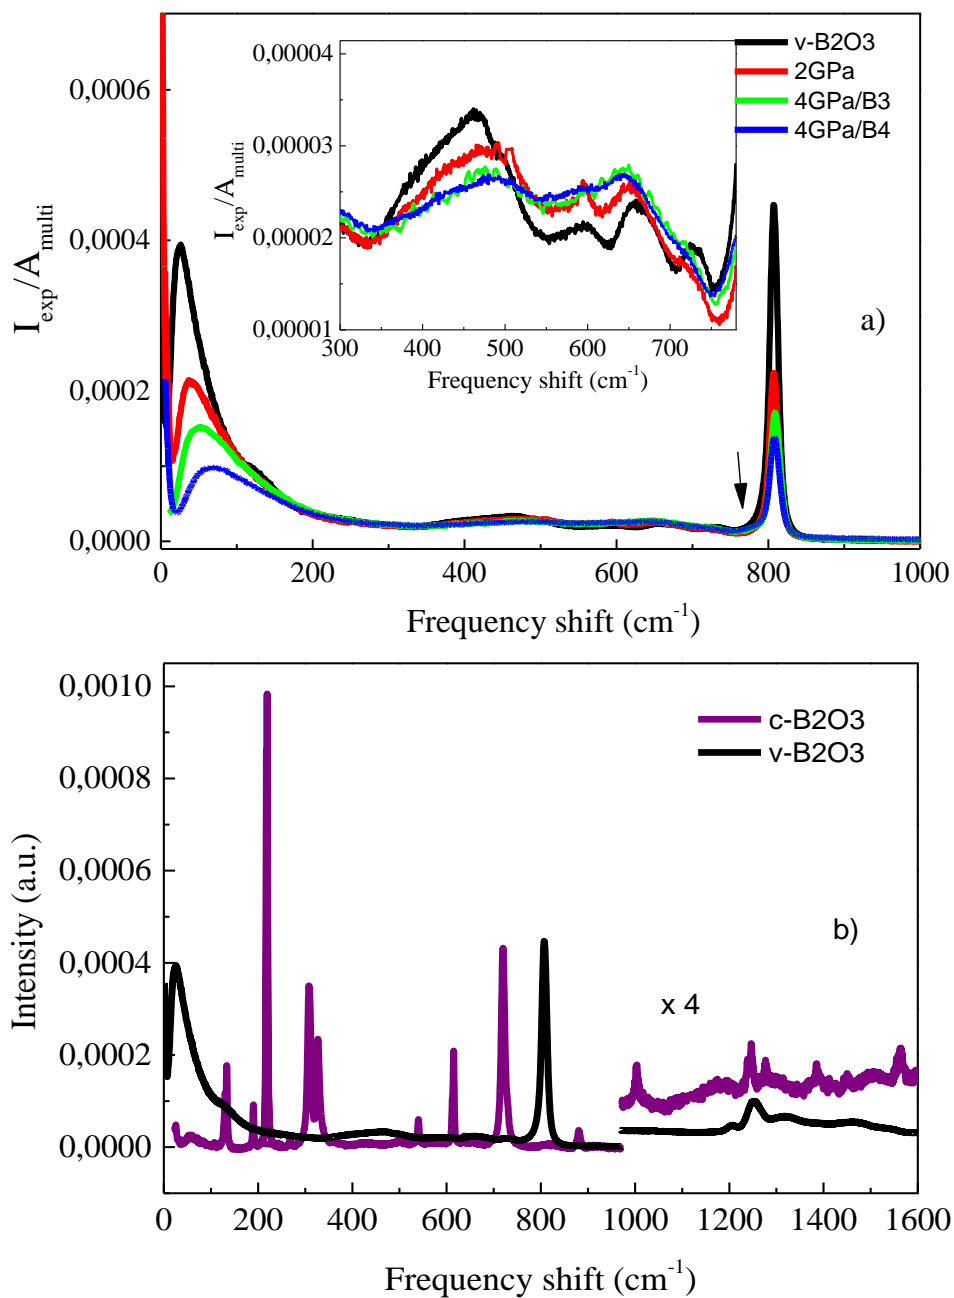 v-B2O3
2GPa
4GPa/B3
4GPa/B4
0,00004
0,00003
0,00002
0,00001
I_exp/A_multi
300 400 500 600 700
Frequency shift (cm⁻¹)
0,0006
0,0004
0,0002
0,0000
I_exp/A_multi
a)
0 200 400 600 800 1000
Frequency shift (cm⁻¹)
0,0010
0,0008
0,0006
0,0004
0,0002
0,0000
Intensity (a.u.)
c-B2O3
v-B2O3
b)
x 4
0 200 400 600 800 1000 1200 1400 1600
Frequency shift (cm⁻¹)